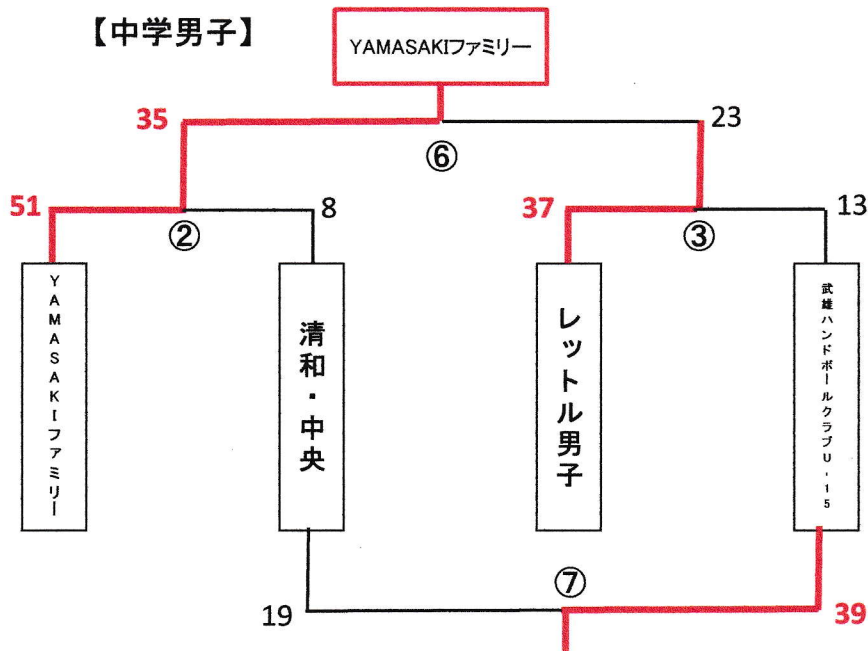 【中学男子】
YAMASAKIファミリー
35
23
⑥
51
8
37
13
②
③
YAMASAKIファミリー
清和・中央
レットル男子
武雄ハンドボールクラブU-15
⑦
19
39